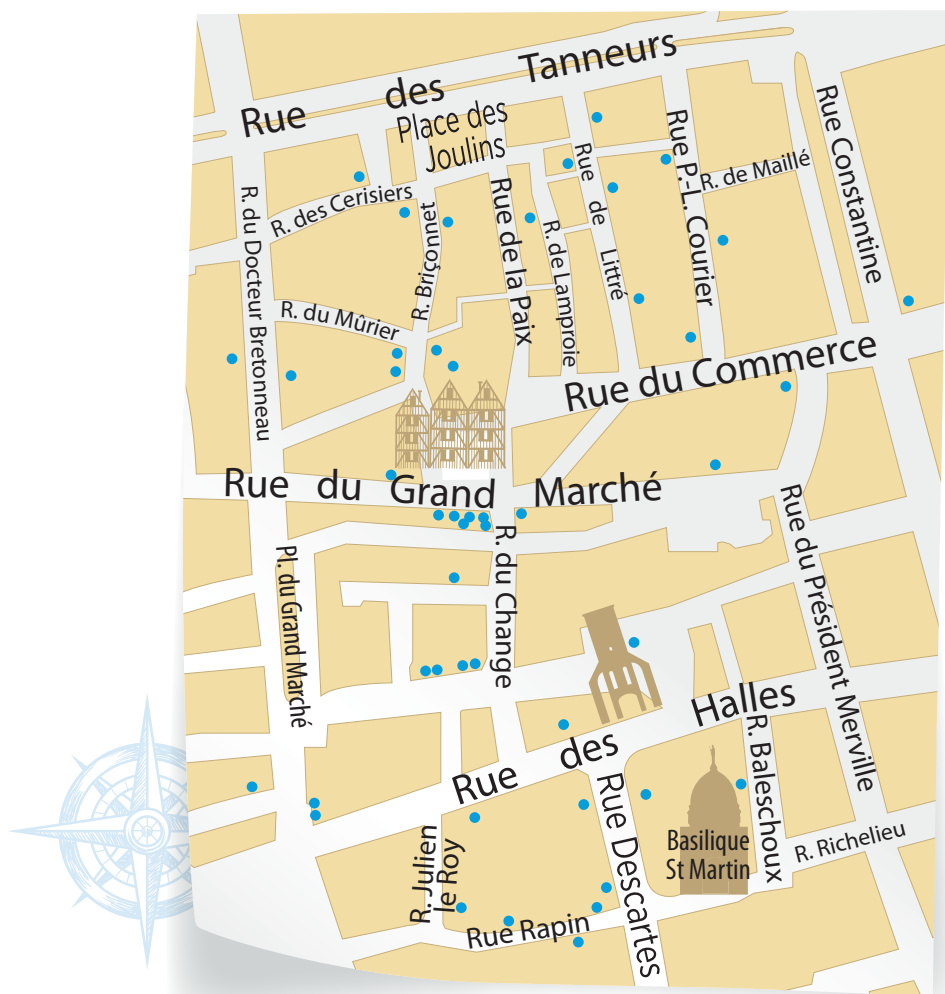 Rue des Tanneurs
Place des
Joulins
Rue Constantine
R. du Docteur Bretonneau
R. des Cerisiers
R. Briçonnet
Rue de la Paix
R. de Lamproie
Rue de Littré
Rue P.-L. Courier
R. de Maillé
R. du Mûrier
Rue du Commerce
Rue du Grand Marché
Pl. du Grand Marché
R. du Change
Rue du Président Merville
Rue des Halles
R. Baleschoux
R. Julien
le Roy
Rue Descartes
Basilique
St Martin
R. Richelieu
Rue Rapin